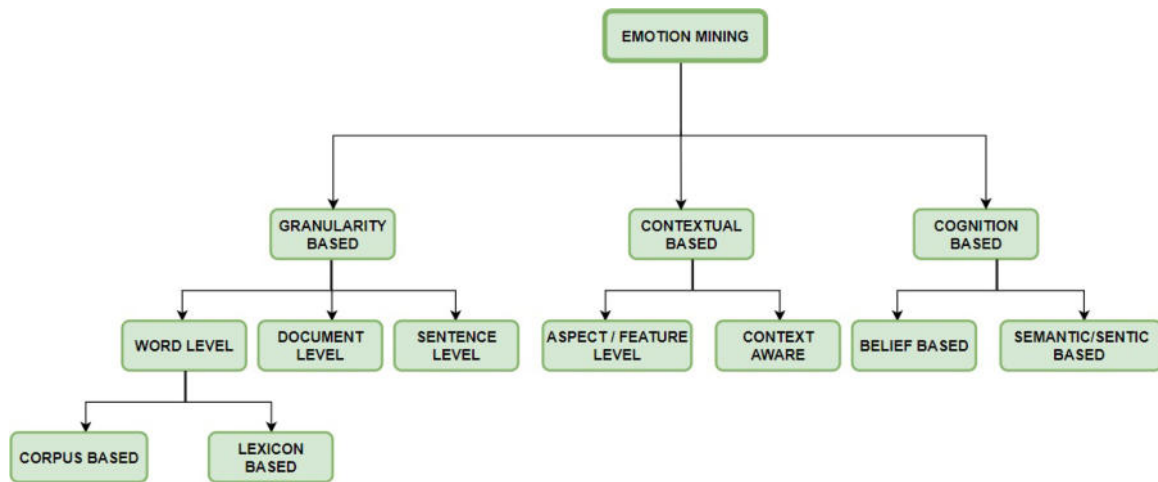 EMOTION MINING
GRANULARITY
BASED
CONTEXTUAL
BASED
COGNITION
BASED
WORD LEVEL
DOCUMENT
LEVEL
SENTENCE
LEVEL
ASPECT / FEATURE
LEVEL
CONTEXT
AWARE
BELIEF BASED
SEMANTIC/SENTIC
BASED
CORPUS BASED
LEXICON
BASED